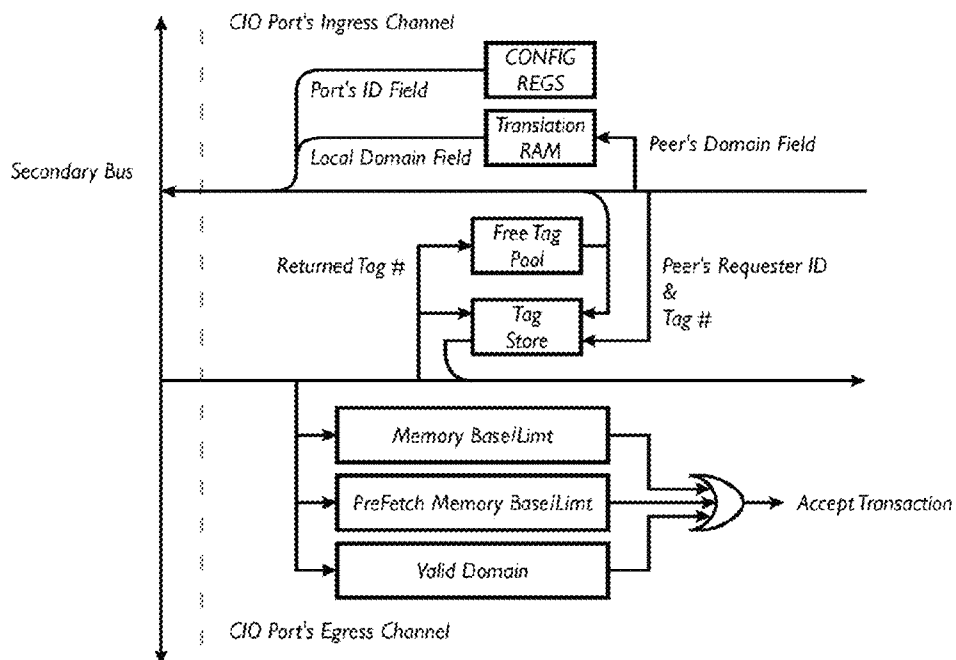 CIO Port's Ingress Channel
CONFIG
REGS
Port's ID Field
Translation
RAM
Peer's Domain Field
Local Domain Field
Secondary Bus
Free Tag
Pool
Returned Tag #
Peer's Requester ID
&
Tag #
Tag
Store
Memory Base/Limt
PreFetch Memory Base/Limt
Accept Transaction
Valid Domain
CIO Port's Egress Channel